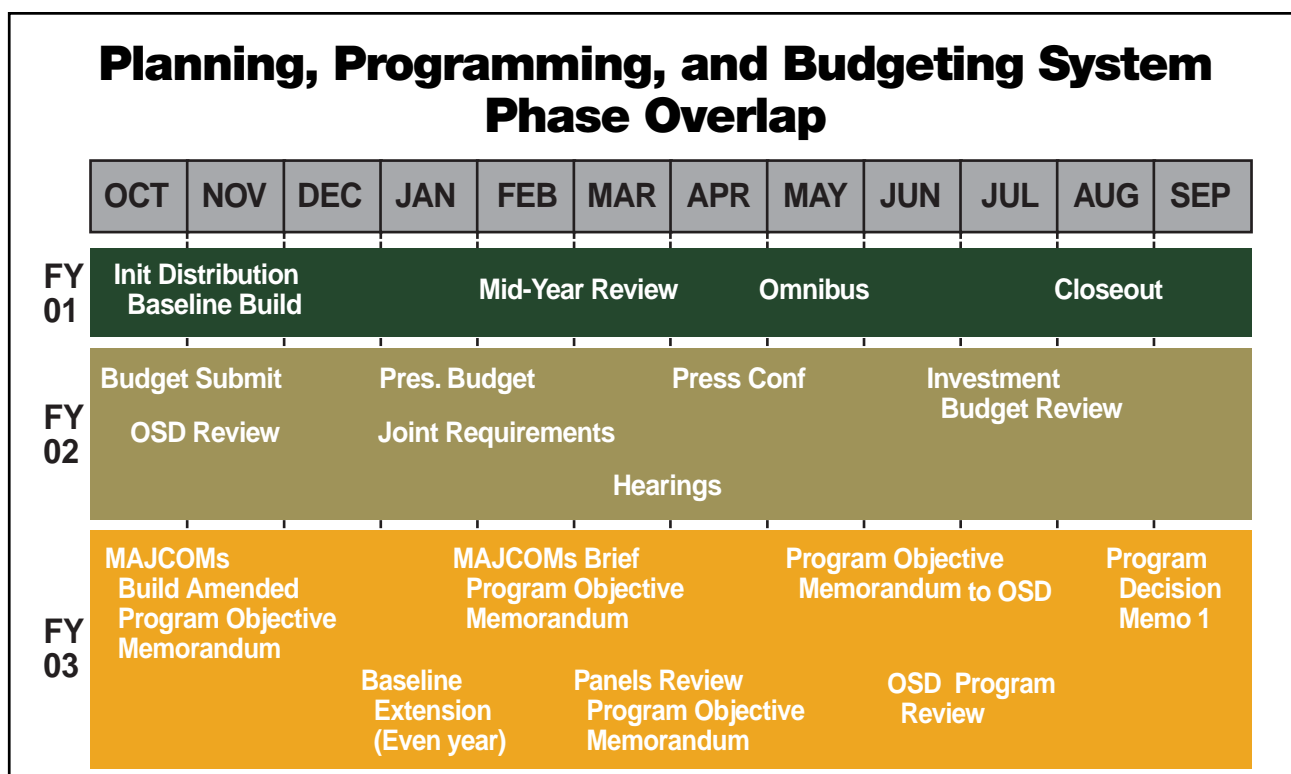 Planning, Programming, and Budgeting System
Phase Overlap
OCT NOV DEC JAN FEB MAR APR MAY JUN JUL AUG SEP
FY
01
Init Distribution
Baseline Build
Mid-Year Review
Omnibus
Closeout
FY
02
Budget Submit
OSD Review
Pres. Budget
Joint Requirements
Hearings
Press Conf
Investment
Budget Review
FY
03
MAJCOMs
Build Amended
Program Objective
Memorandum
Baseline
Extension
(Even year)
MAJCOMs Brief
Program Objective
Memorandum
Panels Review
Program Objective
Memorandum
Program Objective
Memorandum to OSD
OSD Program
Review
Program
Decision
Memo 1